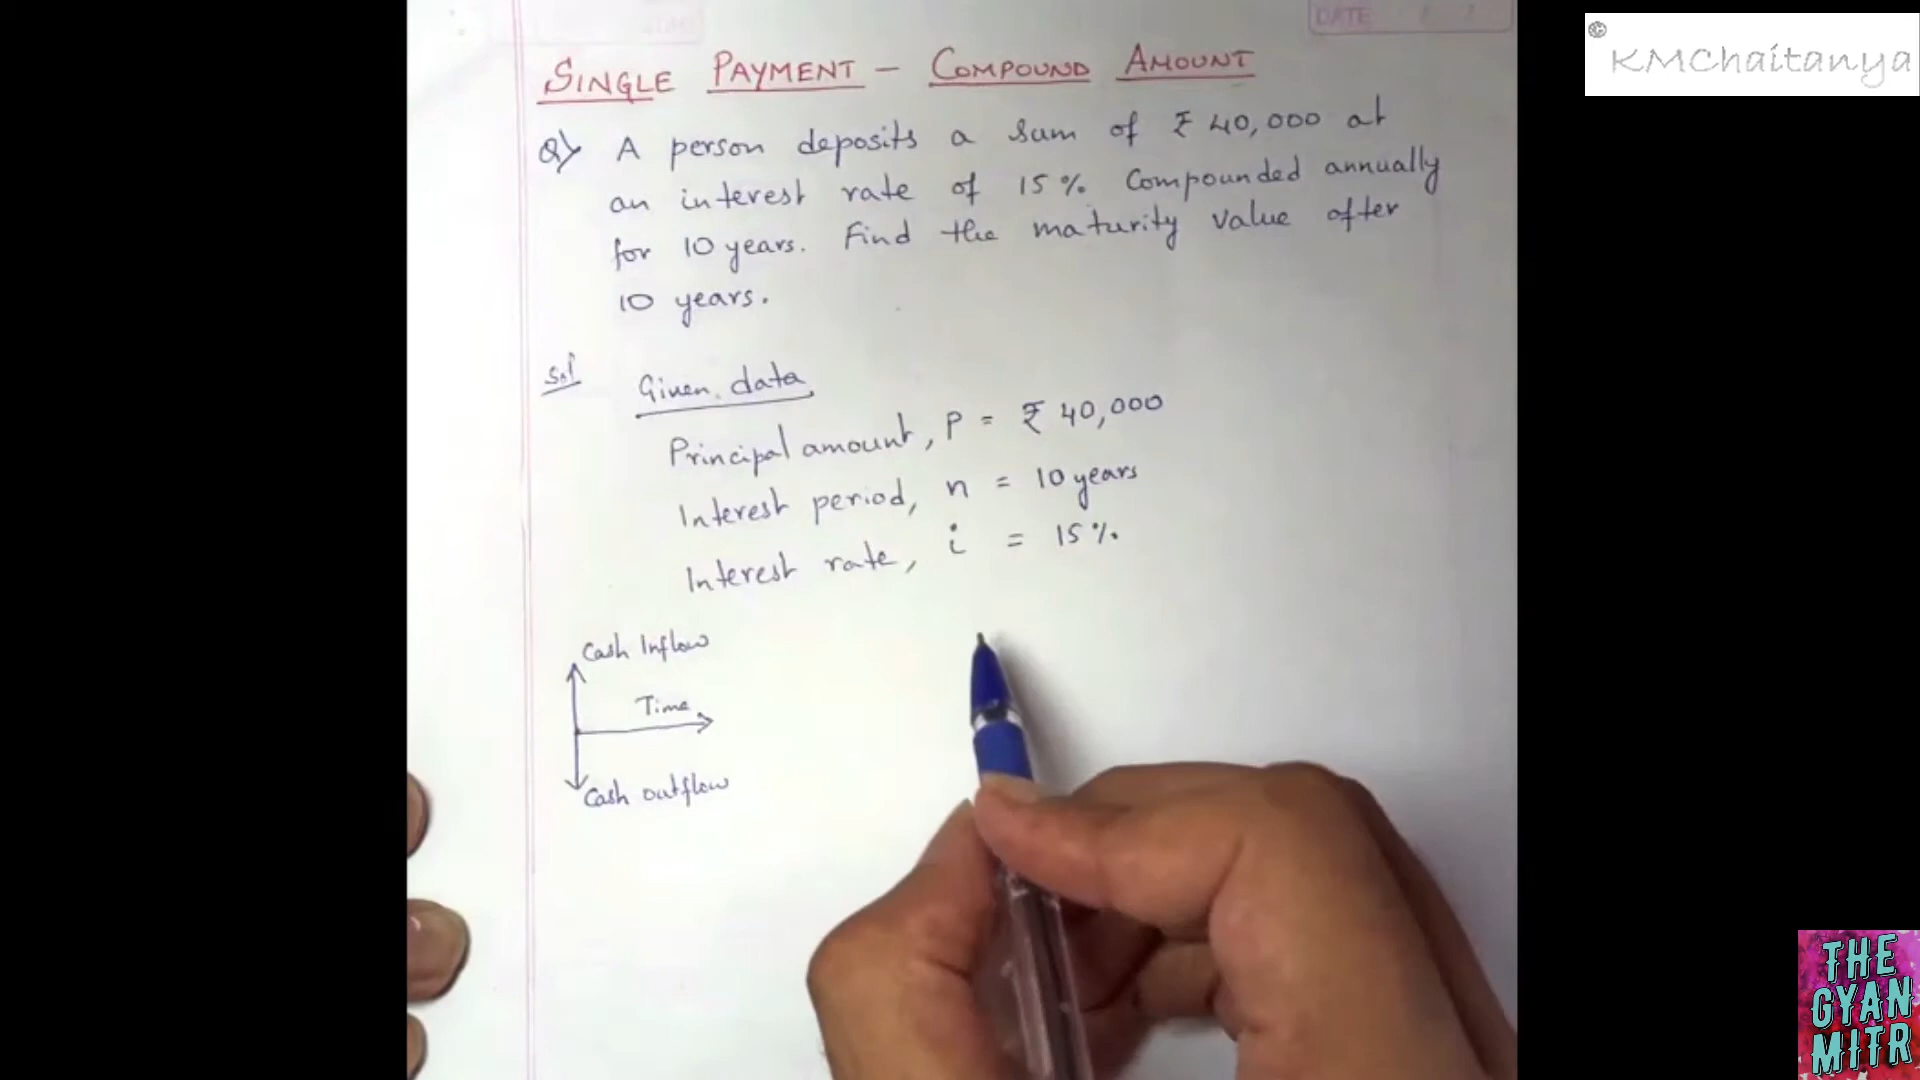 DATE
© KMChaitanya
SINGLE PAYMENT - COMPOUND AMOUNT
Q) A person deposits a sum of ₹ 40,000 at
an interest rate of 15% Compounded annually
for 10 years. Find the maturity value after
10 years.
Sol
Given data
Principal amount, P = ₹ 40,000
Interest period, n = 10 years
Interest rate, i = 15%
Cash Inflow
Time
Cash outflow
THE
GYAN
MITR